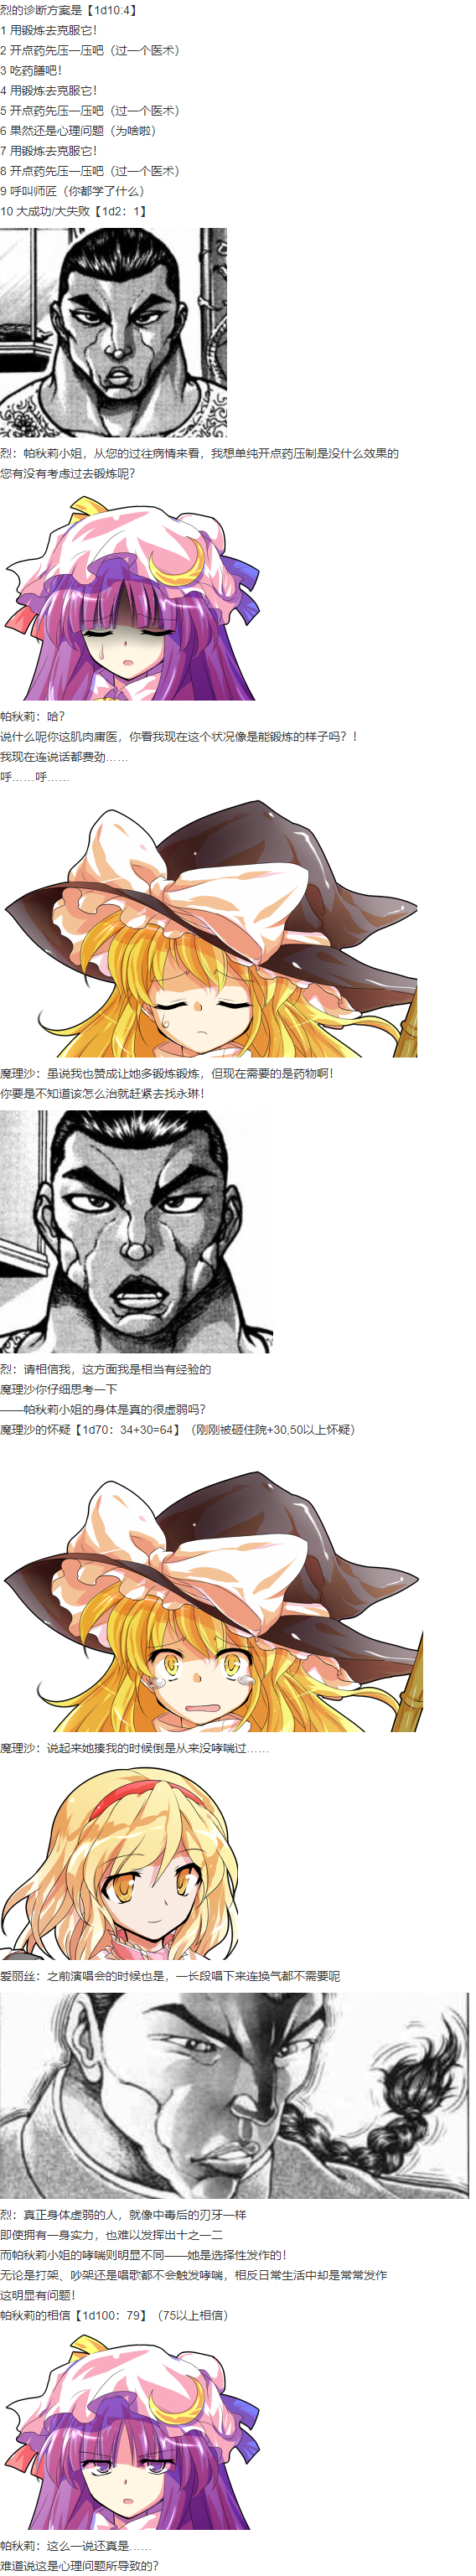 烈的诊断方案是【1d10:4】
1 用锻炼去克服它！
2 开点药先压一压吧（过一个医术）
3 吃药膳吧！
4 用锻炼去克服它！
5 开点药先压一压吧（过一个医术）
6 果然还是心理问题（为啥啦）
7 用锻炼去克服它！
8 开点药先压一压吧（过一个医术）
9 呼叫师匠（你都学了什么）
10 大成功/大失败【1d2：1】
烈：帕秋莉小姐，从您的过往病情来看，我想单纯开点药压制是没什么效果的
您有没有考虑过去锻炼呢？
帕秋莉：哈？
说什么呢你这肌肉庸医，你看我现在这个状况像是能锻炼的样子吗？！
我现在连说话都费劲……
呼……呼……
魔理沙：虽说我也赞成让她多锻炼锻炼，但现在需要的是药物啊！
你要是不知道该怎么治就赶紧去找永琳！
烈：请相信我，这方面我是相当有经验的
魔理沙你仔细思考一下
——帕秋莉小姐的身体是真的很虚弱吗？
魔理沙的怀疑【1d70：34+30=64】（刚刚被砸住院+30,50以上怀疑）
魔理沙：说起来她揍我的时候倒是从来没哮喘过……
爱丽丝：之前演唱会的时候也是，一长段唱下来连换气都不需要呢
烈：真正身体虚弱的人，就像中毒后的刃牙一样
即使拥有一身实力，也难以发挥出十之一二
而帕秋莉小姐的哮喘则明显不同——她是选择性发作的！
无论是打架、吵架还是唱歌都不会触发哮喘，相反日常生活中却是常常发作
这明显有问题！
帕秋莉的相信【1d100：79】（75以上相信）
帕秋莉：这么一说还真是……
难道说这是心理问题所导致的？